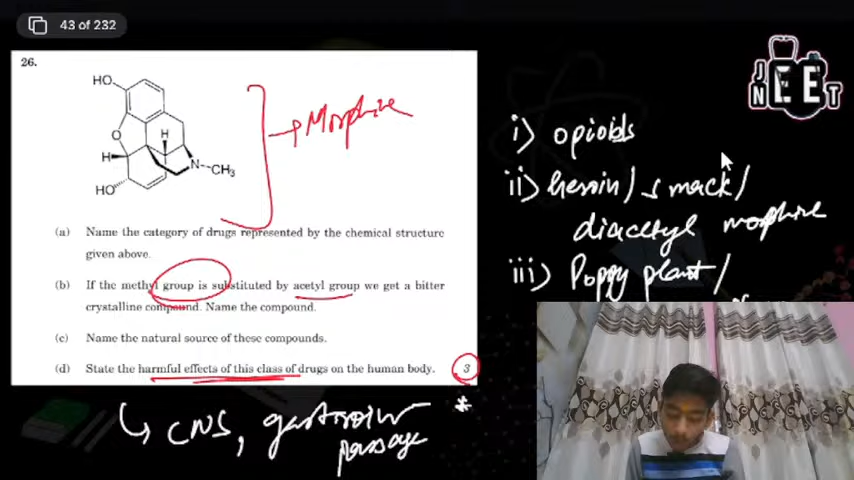 43 of 232
26.
HO
O
H
H
N
CH3
HO
Morphine
(a) Name the category of drugs represented by the chemical structure
given above.
(b) If the methyl group is substituted by acetyl group we get a bitter
crystalline compound. Name the compound.
(c) Name the natural source of these compounds.
(d) State the harmful effects of this class of drugs on the human body. 3
CNS, gastroin
passage
J NEET
i) opioids
ii) heroin / smack /
diacetyl morphine
iii) Poppy plant /